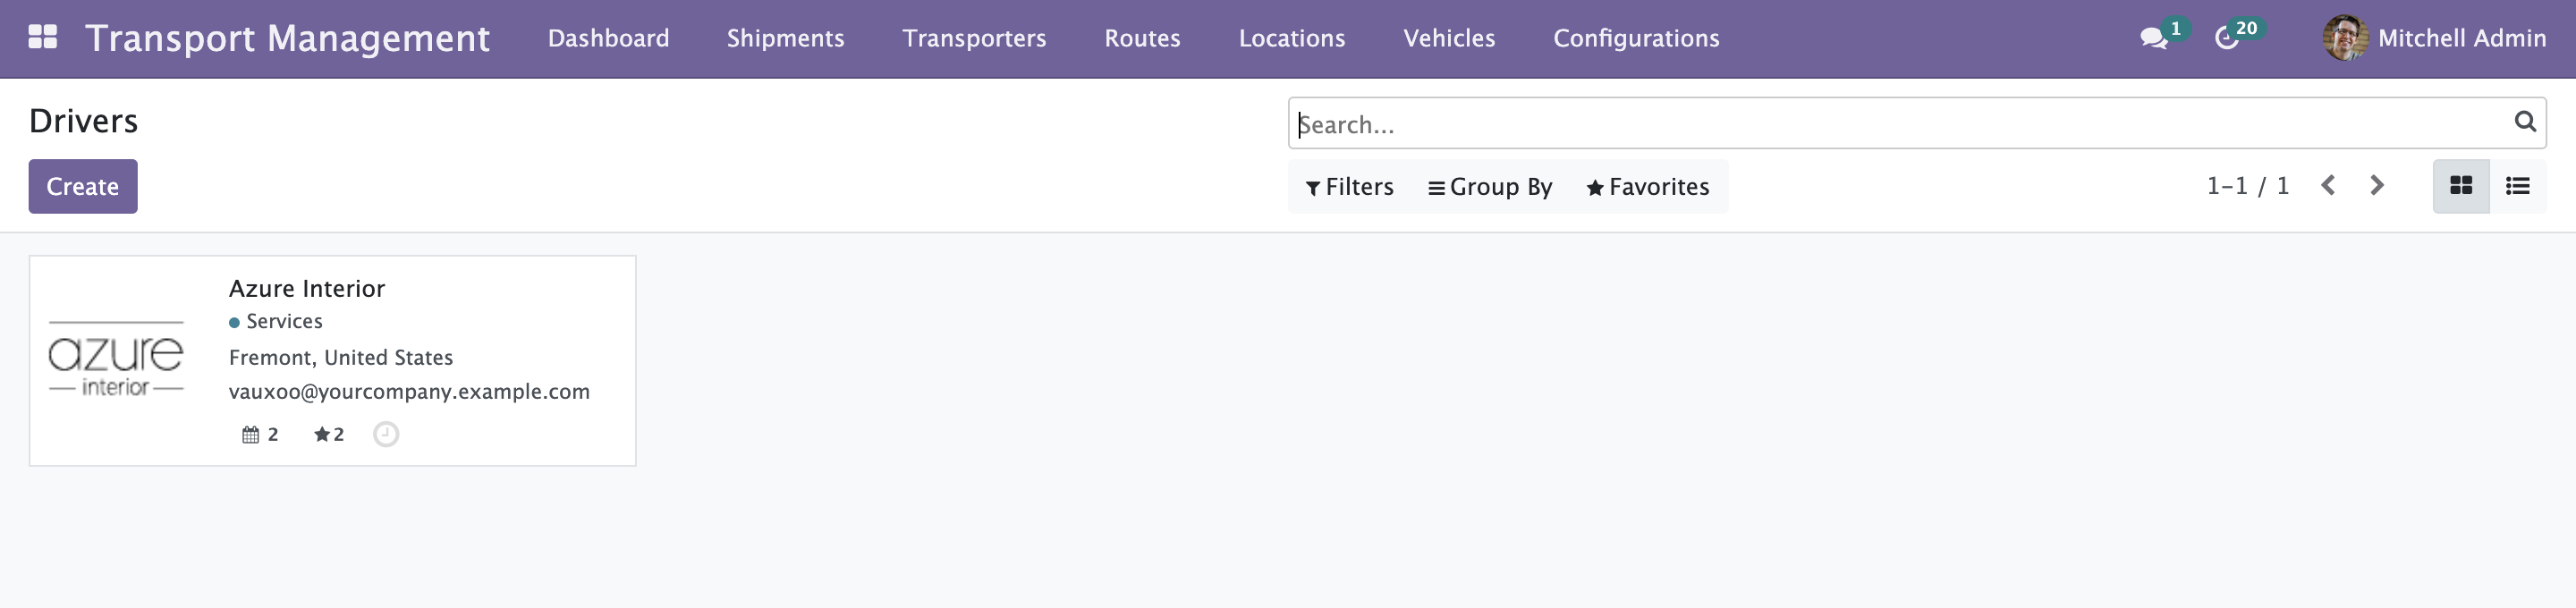 Transport Management Dashboard Shipments Transporters Routes Locations Vehicles Configurations 1 20 Mitchell Admin
Drivers
Search...
Create
Filters Group By Favorites 1-1 / 1
Azure Interior
Services
azure
interior
Fremont, United States
vauxoo@yourcompany.example.com
2 2